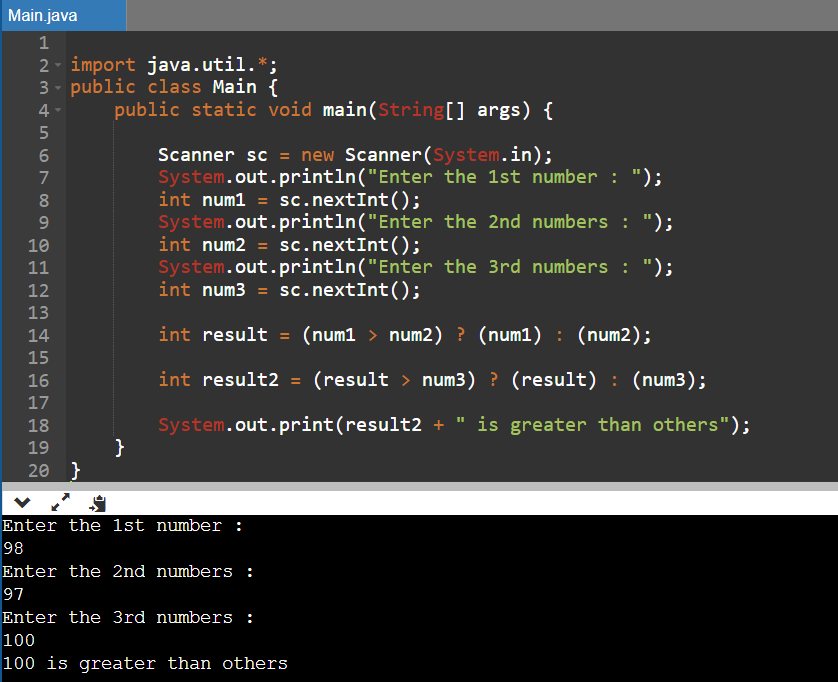 Main.java
1
2 import java.util.*;
3 public class Main {
4     public static void main(String[] args) {
5
6         Scanner sc = new Scanner(System.in);
7         System.out.println("Enter the 1st number : ");
8         int num1 = sc.nextInt();
9         System.out.println("Enter the 2nd numbers : ");
10         int num2 = sc.nextInt();
11         System.out.println("Enter the 3rd numbers : ");
12         int num3 = sc.nextInt();
13
14         int result = (num1 > num2) ? (num1) : (num2);
15
16         int result2 = (result > num3) ? (result) : (num3);
17
18         System.out.print(result2 + " is greater than others");
19     }
20 }
Enter the 1st number :
98
Enter the 2nd numbers :
97
Enter the 3rd numbers :
100
100 is greater than others